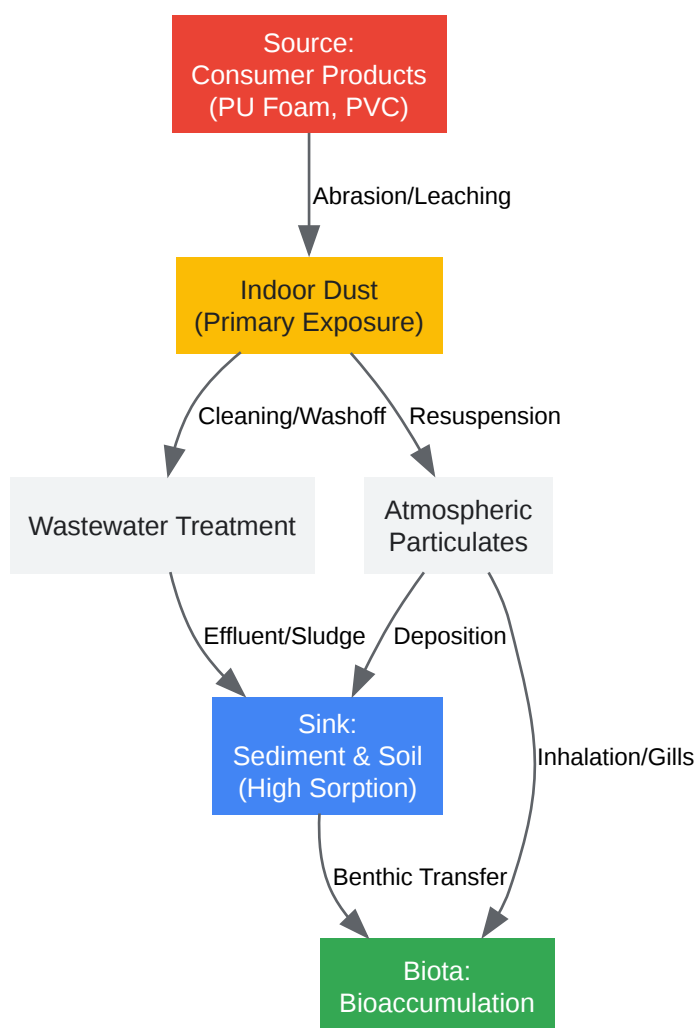 Source:
Consumer Products
(PU Foam, PVC)
Abrasion/Leaching
Indoor Dust
(Primary Exposure)
Cleaning/Washoff
Resuspension
Wastewater Treatment
Atmospheric
Particulates
Effluent/Sludge
Deposition
Sink:
Sediment & Soil
(High Sorption)
Inhalation/Gills
Benthic Transfer
Biota:
Bioaccumulation